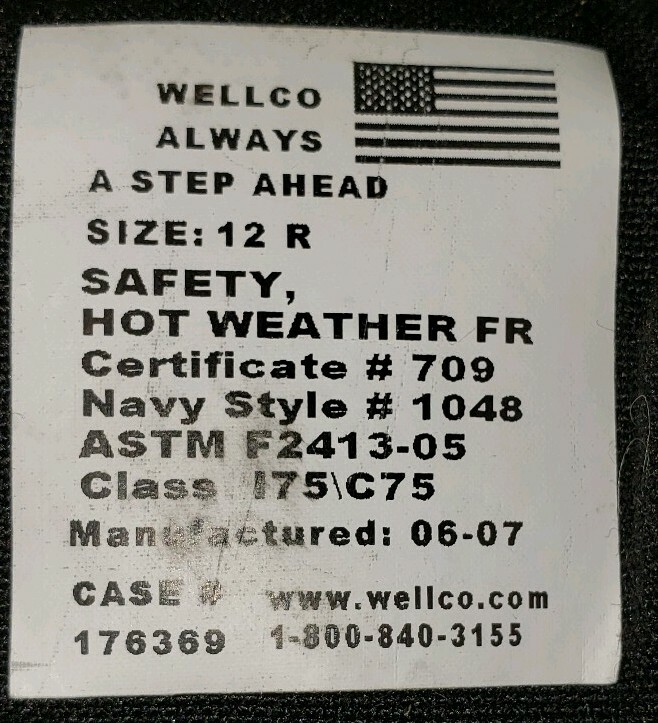 WELLCO
ALWAYS
A STEP AHEAD
SIZE: 12 R
SAFETY,
HOT WEATHER FR
Certificate # 709
Navy Style # 1048
ASTM F2413-05
Class I75\C75
Manufactured: 06-07
CASE # www.wellco.com
176369 1-800-840-3155